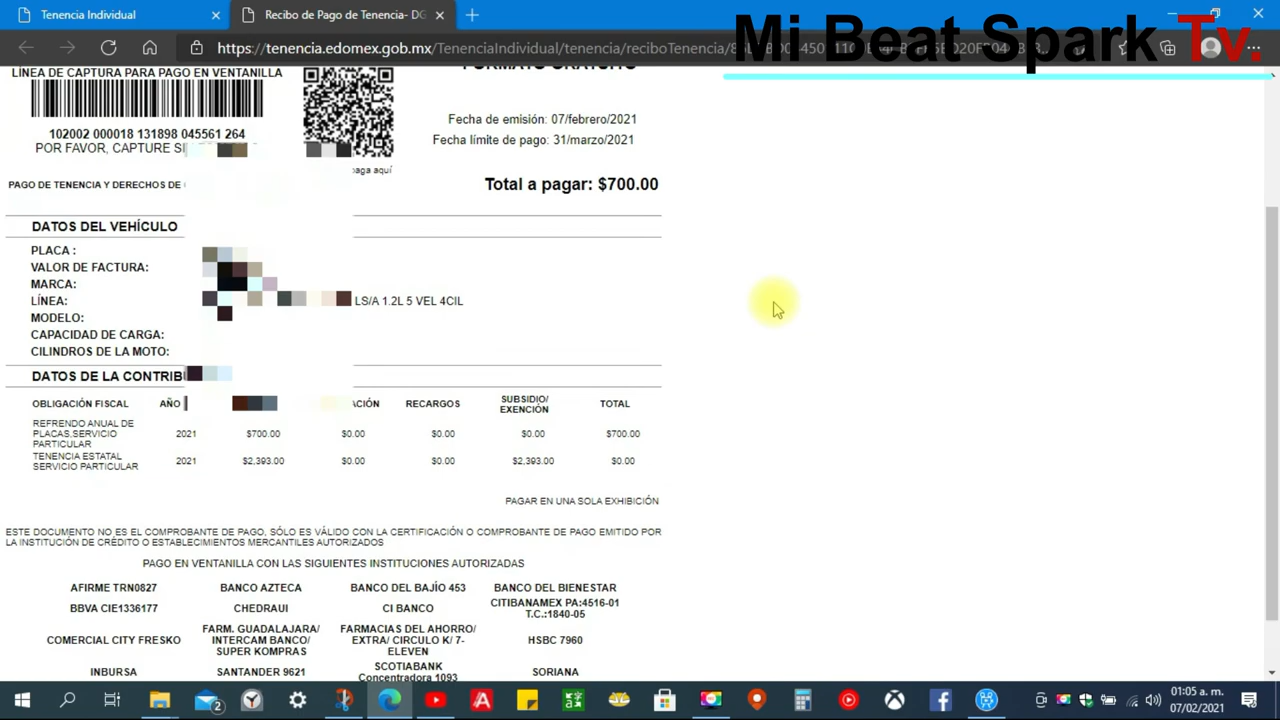 Tenencia Individual
Recibo de Pago de Tenencia- DG
Mi Beat Spark Tv.
https://tenencia.edomex.gob.mx/TenenciaIndividual/tenencia/reciboTenencia/
LÍNEA DE CAPTURA PARA PAGO EN VENTANILLA
FORMATO GRATUITO
Fecha de emisión: 07/febrero/2021
102002 000018 131898 045561 264
Fecha límite de pago: 31/marzo/2021
POR FAVOR, CAPTURE SI
paga aquí
PAGO DE TENENCIA Y DERECHOS DE
Total a pagar: $700.00
DATOS DEL VEHÍCULO
PLACA :
VALOR DE FACTURA:
MARCA:
LÍNEA: LS/A 1.2L 5 VEL 4CIL
MODELO:
CAPACIDAD DE CARGA:
CILINDROS DE LA MOTO:
DATOS DE LA CONTRIB
OBLIGACIÓN FISCAL AÑO ACIÓN RECARGOS SUBSIDIO/ EXENCIÓN TOTAL
REFRENDO ANUAL DE
PLACAS,SERVICIO 2021 $700.00 $0.00 $0.00 $0.00 $700.00
PARTICULAR
TENENCIA ESTATAL
SERVICIO PARTICULAR 2021 $2,393.00 $0.00 $0.00 $2,393.00 $0.00
PAGAR EN UNA SOLA EXHIBICIÓN
ESTE DOCUMENTO NO ES EL COMPROBANTE DE PAGO, SÓLO ES VÁLIDO CON LA CERTIFICACIÓN O COMPROBANTE DE PAGO EMITIDO POR
LA INSTITUCIÓN DE CRÉDITO O ESTABLECIMIENTOS MERCANTILES AUTORIZADOS
PAGO EN VENTANILLA CON LAS SIGUIENTES INSTITUCIONES AUTORIZADAS
AFIRME TRN0827 BANCO AZTECA BANCO DEL BAJÍO 453 BANCO DEL BIENESTAR
BBVA CIE1336177 CHEDRAUI CI BANCO CITIBANAMEX PA:4516-01
T.C.:1840-05
COMERCIAL CITY FRESKO FARM. GUADALAJARA/ FARMACIAS DEL AHORRO/ HSBC 7960
INTERCAM BANCO/ EXTRA/ CIRCULO K/ 7-
SUPER KOMPRAS ELEVEN
INBURSA SANTANDER 9621 SCOTIABANK SORIANA
Concentradora 1093
2
01:05 a. m.
07/02/2021